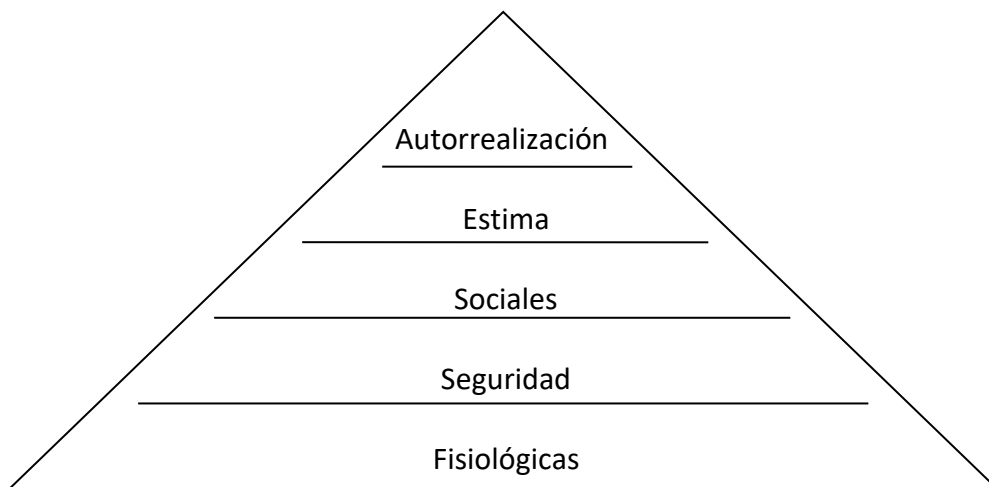 Autorrealización
Estima
Sociales
Seguridad
Fisiológicas